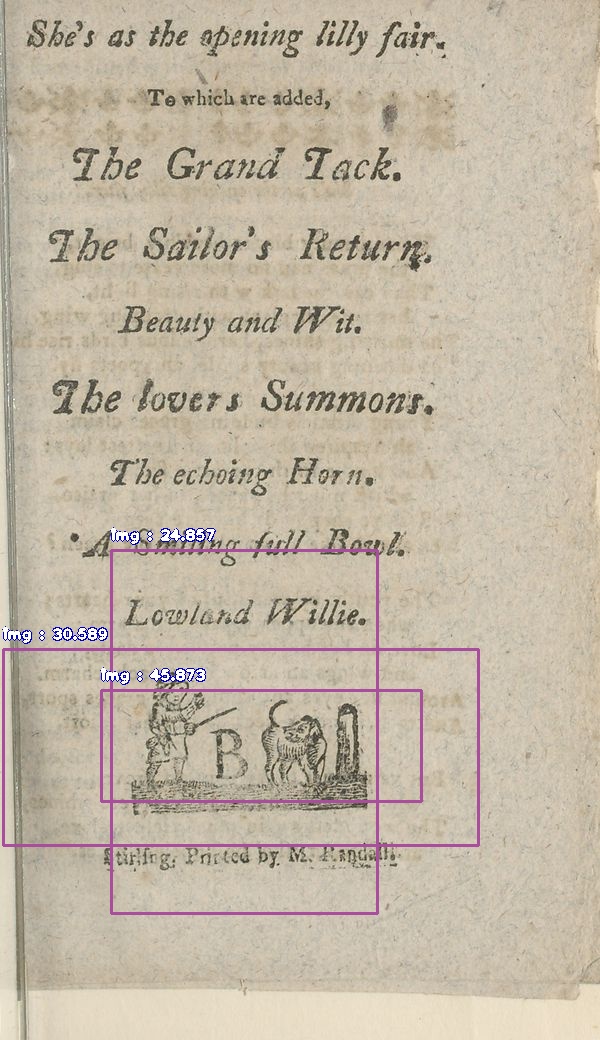 She's as the opening lilly fair.
To which are added,
The Grand Tack.
The Sailor's Return.
Beauty and Wit.
The lovers Summons.
The echoing Horn.
A Smiling full Bowl.
img : 24.857
Lowland Willie.
img : 30.589
img : 45.873
B
Stirling, Printed by M. Randall.